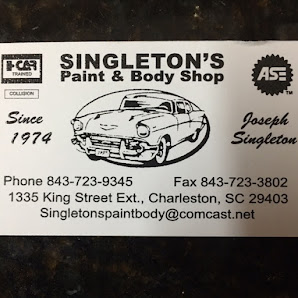 I-CAR
TRAINED
COLLISION
SINGLETON'S
Paint & Body Shop
ASE
TM
Since
1974
Joseph
Singleton
Phone 843-723-9345
Fax 843-723-3802
1335 King Street Ext., Charleston, SC 29403
Singletonspaintbody@comcast.net